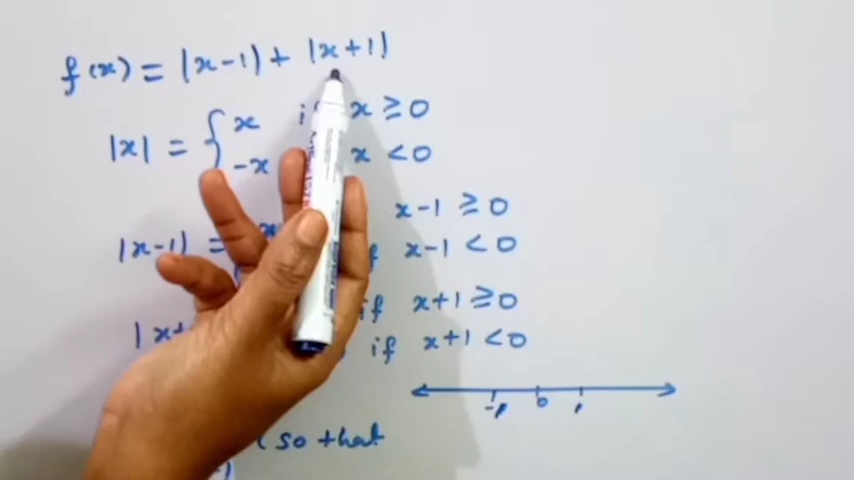 f(x) = |x-1| + |x+1|
|x| = { x if x ≥ 0
-x x < 0
|x-1| = x-1 ≥ 0
if x-1 < 0
if x+1 ≥ 0
|x+ if x+1 < 0
-1 0 1
(so that